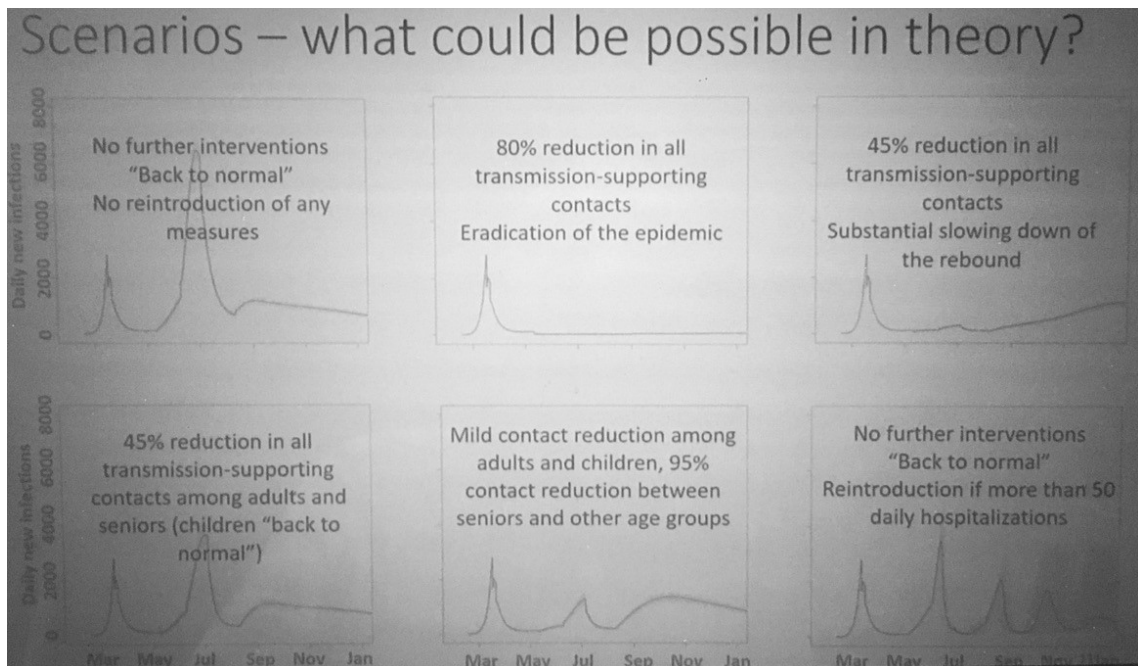 Scenarios – what could be possible in theory?
8000
6000
4000
2000
0
Daily new infections
No further interventions
“Back to normal”
No reintroduction of any
measures
80% reduction in all
transmission-supporting
contacts
Eradication of the epidemic
45% reduction in all
transmission-supporting
contacts
Substantial slowing down of
the rebound
8000
6000
4000
2000
0
Daily new infections
45% reduction in all
transmission-supporting
contacts among adults and
seniors (children “back to
normal”)
Mar May Jul Sep Nov Jan
Mild contact reduction among
adults and children, 95%
contact reduction between
seniors and other age groups
Mar May Jul Sep Nov Jan
No further interventions
“Back to normal”
Reintroduction if more than 50
daily hospitalizations
Mar May Jul Sep Nov